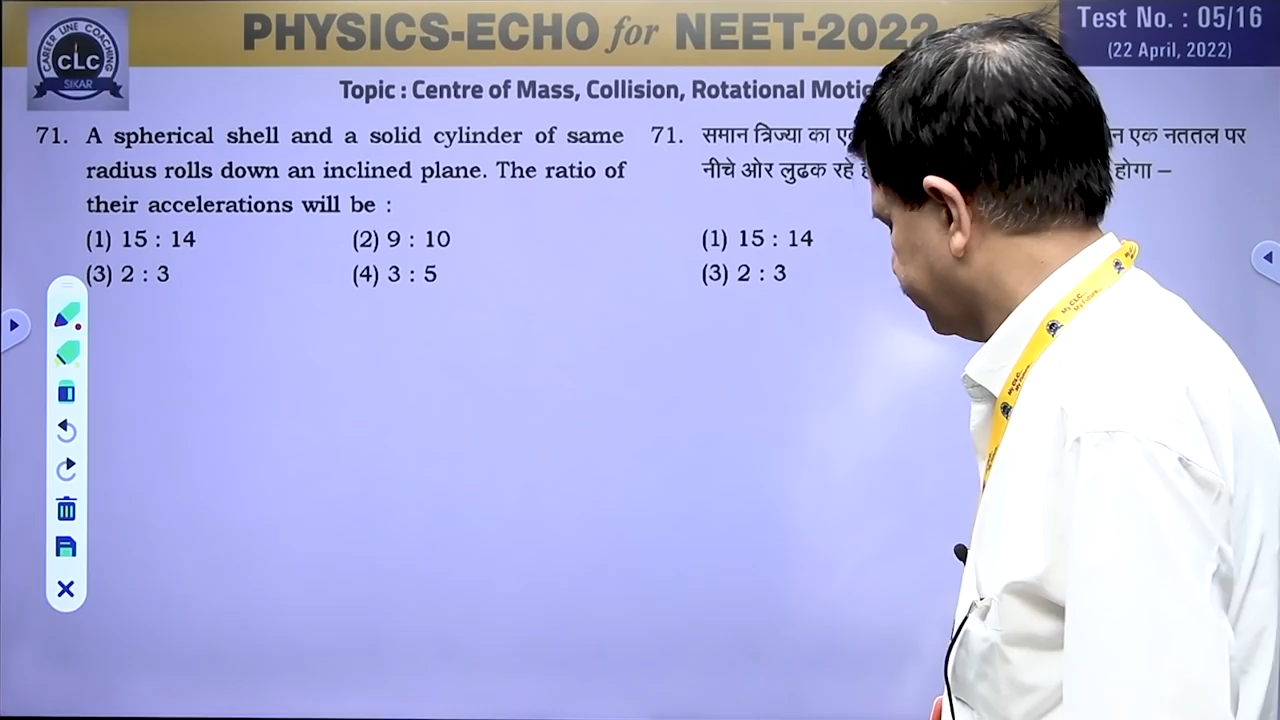 CAREER LINE COACHING
CLC
SIKAR
PHYSICS-ECHO for NEET-2022
Test No. : 05/16
(22 April, 2022)
Topic : Centre of Mass, Collision, Rotational
71. A spherical shell and a solid cylinder of same
radius rolls down an inclined plane. The ratio of
their accelerations will be :
(1) 15 : 14 (2) 9 : 10
(3) 2 : 3 (4) 3 : 5
71. समान त्रिज्या का एक नततल पर
नीचे ओर लुढक रहे होगा –
(1) 15 : 14
(3) 2 : 3
My CLC...